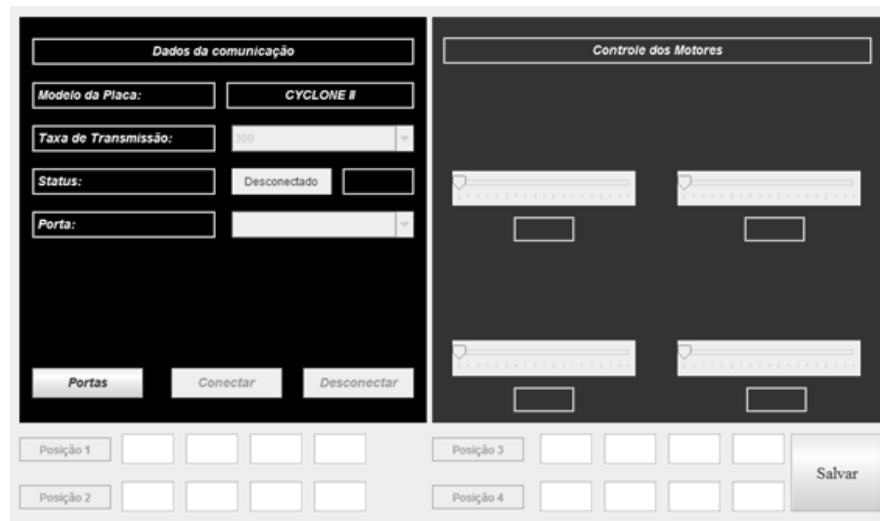 Dados da comunicação
Modelo da Placa: CYCLONE II
Taxa de Transmissão: 300
Status: Desconectado
Porta:
Portas Conectar Desconectar
Controle dos Motores
Posição 1
Posição 2
Posição 3
Posição 4
Salvar